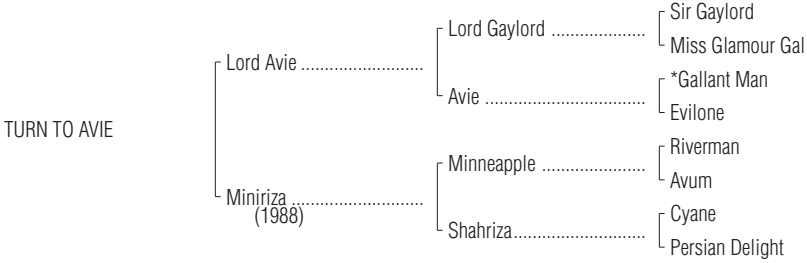 Sir Gaylord
Lord Gaylord ....................
Miss Glamour Gal
Lord Avie ..........................
*Gallant Man
Avie ..................................
Evilone
TURN TO AVIE
Riverman
Minneapple ......................
Avum
Miniriza ............................
(1988)
Cyane
Shahriza............................
Persian Delight